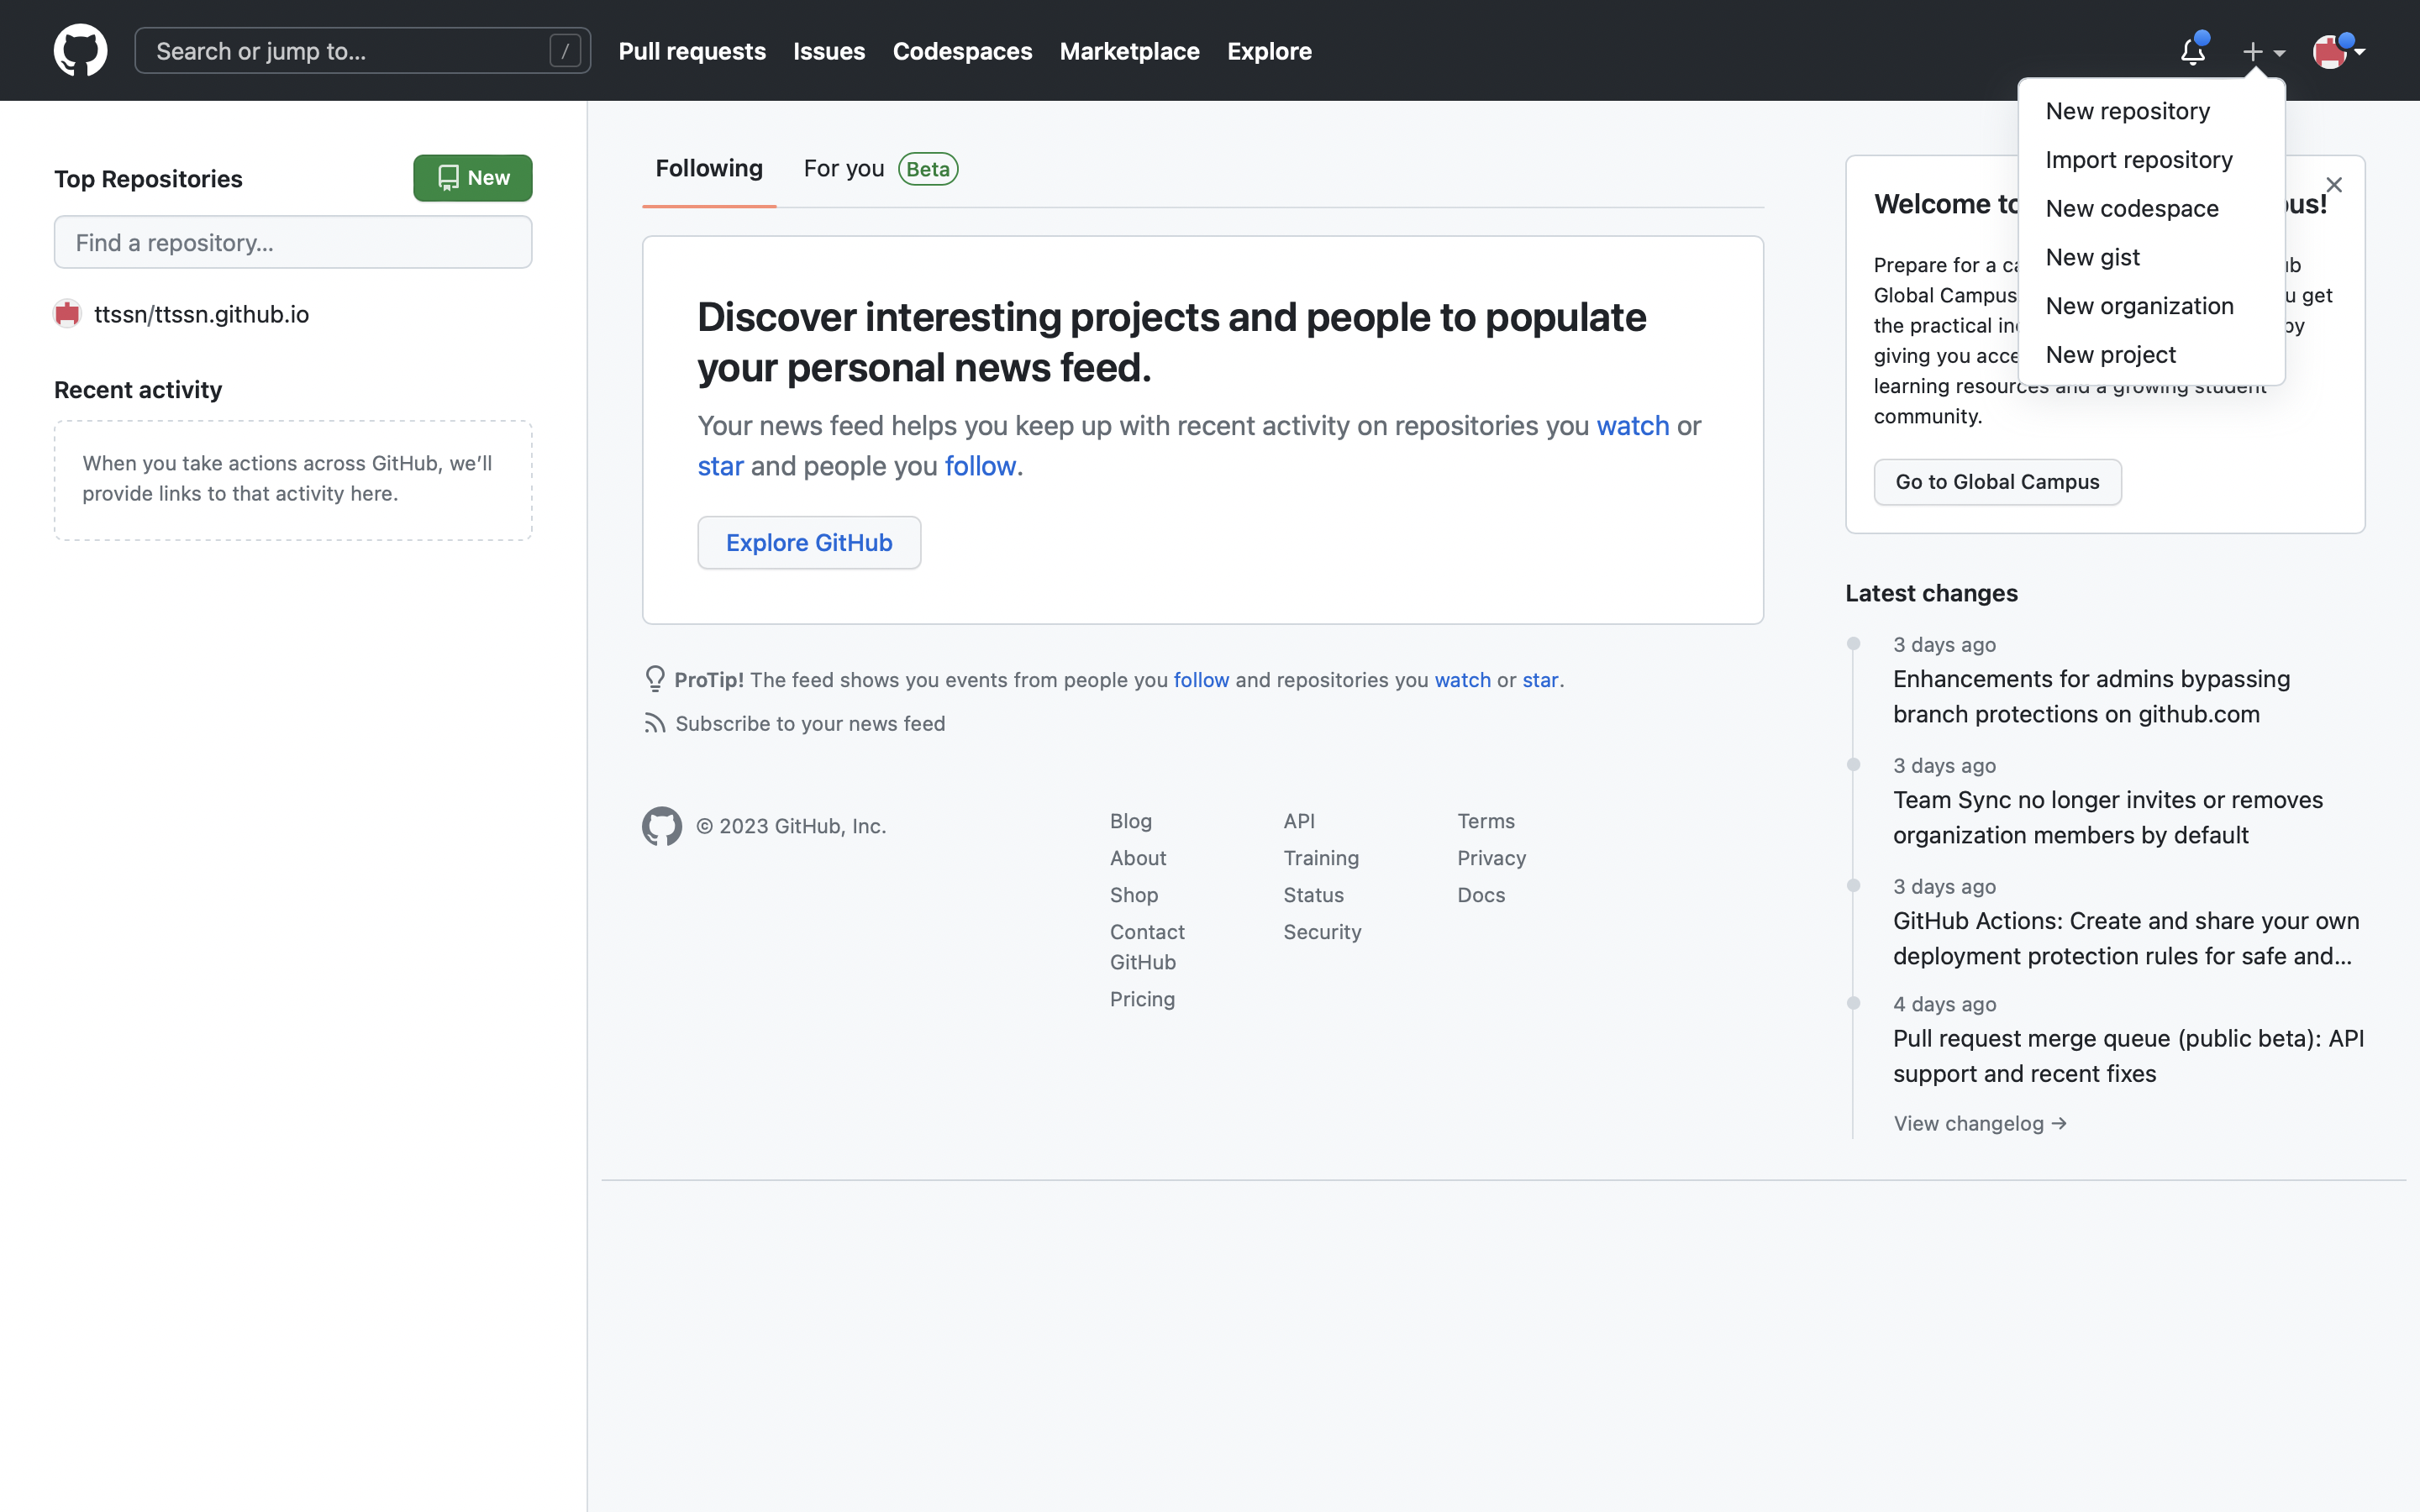 Search or jump to...
/
Pull requests
Issues
Codespaces
Marketplace
Explore
New repository
Import repository
New codespace
New gist
New organization
New project
Top Repositories
New
Find a repository...
ttssn/ttssn.github.io
Recent activity
When you take actions across GitHub, we’ll
provide links to that activity here.
Following
For you
Beta
Discover interesting projects and people to populate
your personal news feed.
Your news feed helps you keep up with recent activity on repositories you watch or
star and people you follow.
Explore GitHub
ProTip! The feed shows you events from people you follow and repositories you watch or star.
Subscribe to your news feed
© 2023 GitHub, Inc.
Blog
About
Shop
Contact
GitHub
Pricing
API
Training
Status
Security
Terms
Privacy
Docs
Welcome
Prepare for a
Global Campus
get
the practical
by
giving you
learning resources and a growing student
community.
Go to Global Campus
Latest changes
3 days ago
Enhancements for admins bypassing
branch protections on github.com
3 days ago
Team Sync no longer invites or removes
organization members by default
3 days ago
GitHub Actions: Create and share your own
deployment protection rules for safe and...
4 days ago
Pull request merge queue (public beta): API
support and recent fixes
View changelog →